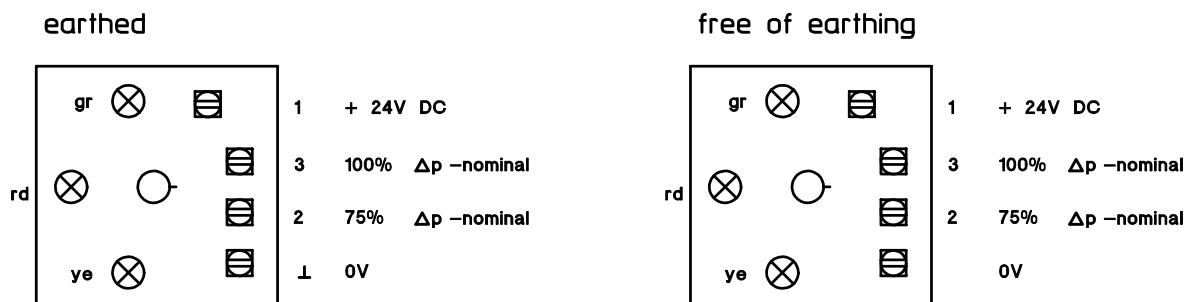 earthed free of earthing
gr 1 + 24V DC gr 1 + 24V DC
3 100% Δp –nominal 3 100% Δp –nominal
rd rd
2 75% Δp –nominal 2 75% Δp –nominal
ye ⊥ 0V ye 0V